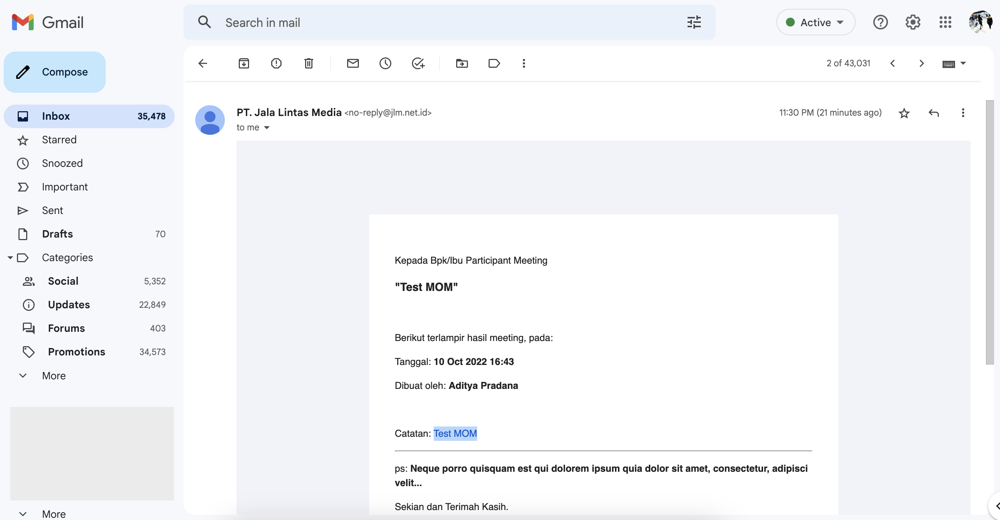 Gmail
Search in mail
Active
Compose
2 of 43,031
Inbox 35,478
Starred
Snoozed
Important
Sent
Drafts 70
Categories
Social 5,352
Updates 22,849
Forums 403
Promotions 34,573
More
More
PT. Jala Lintas Media <no-reply@jlm.net.id>
11:30 PM (21 minutes ago)
to me
Kepada Bpk/Ibu Participant Meeting
"Test MOM"
Berikut terlampir hasil meeting, pada:
Tanggal: 10 Oct 2022 16:43
Dibuat oleh: Aditya Pradana
Catatan: Test MOM
ps: Neque porro quisquam est qui dolorem ipsum quia dolor sit amet, consectetur, adipisci
velit...
Sekian dan Terimah Kasih.